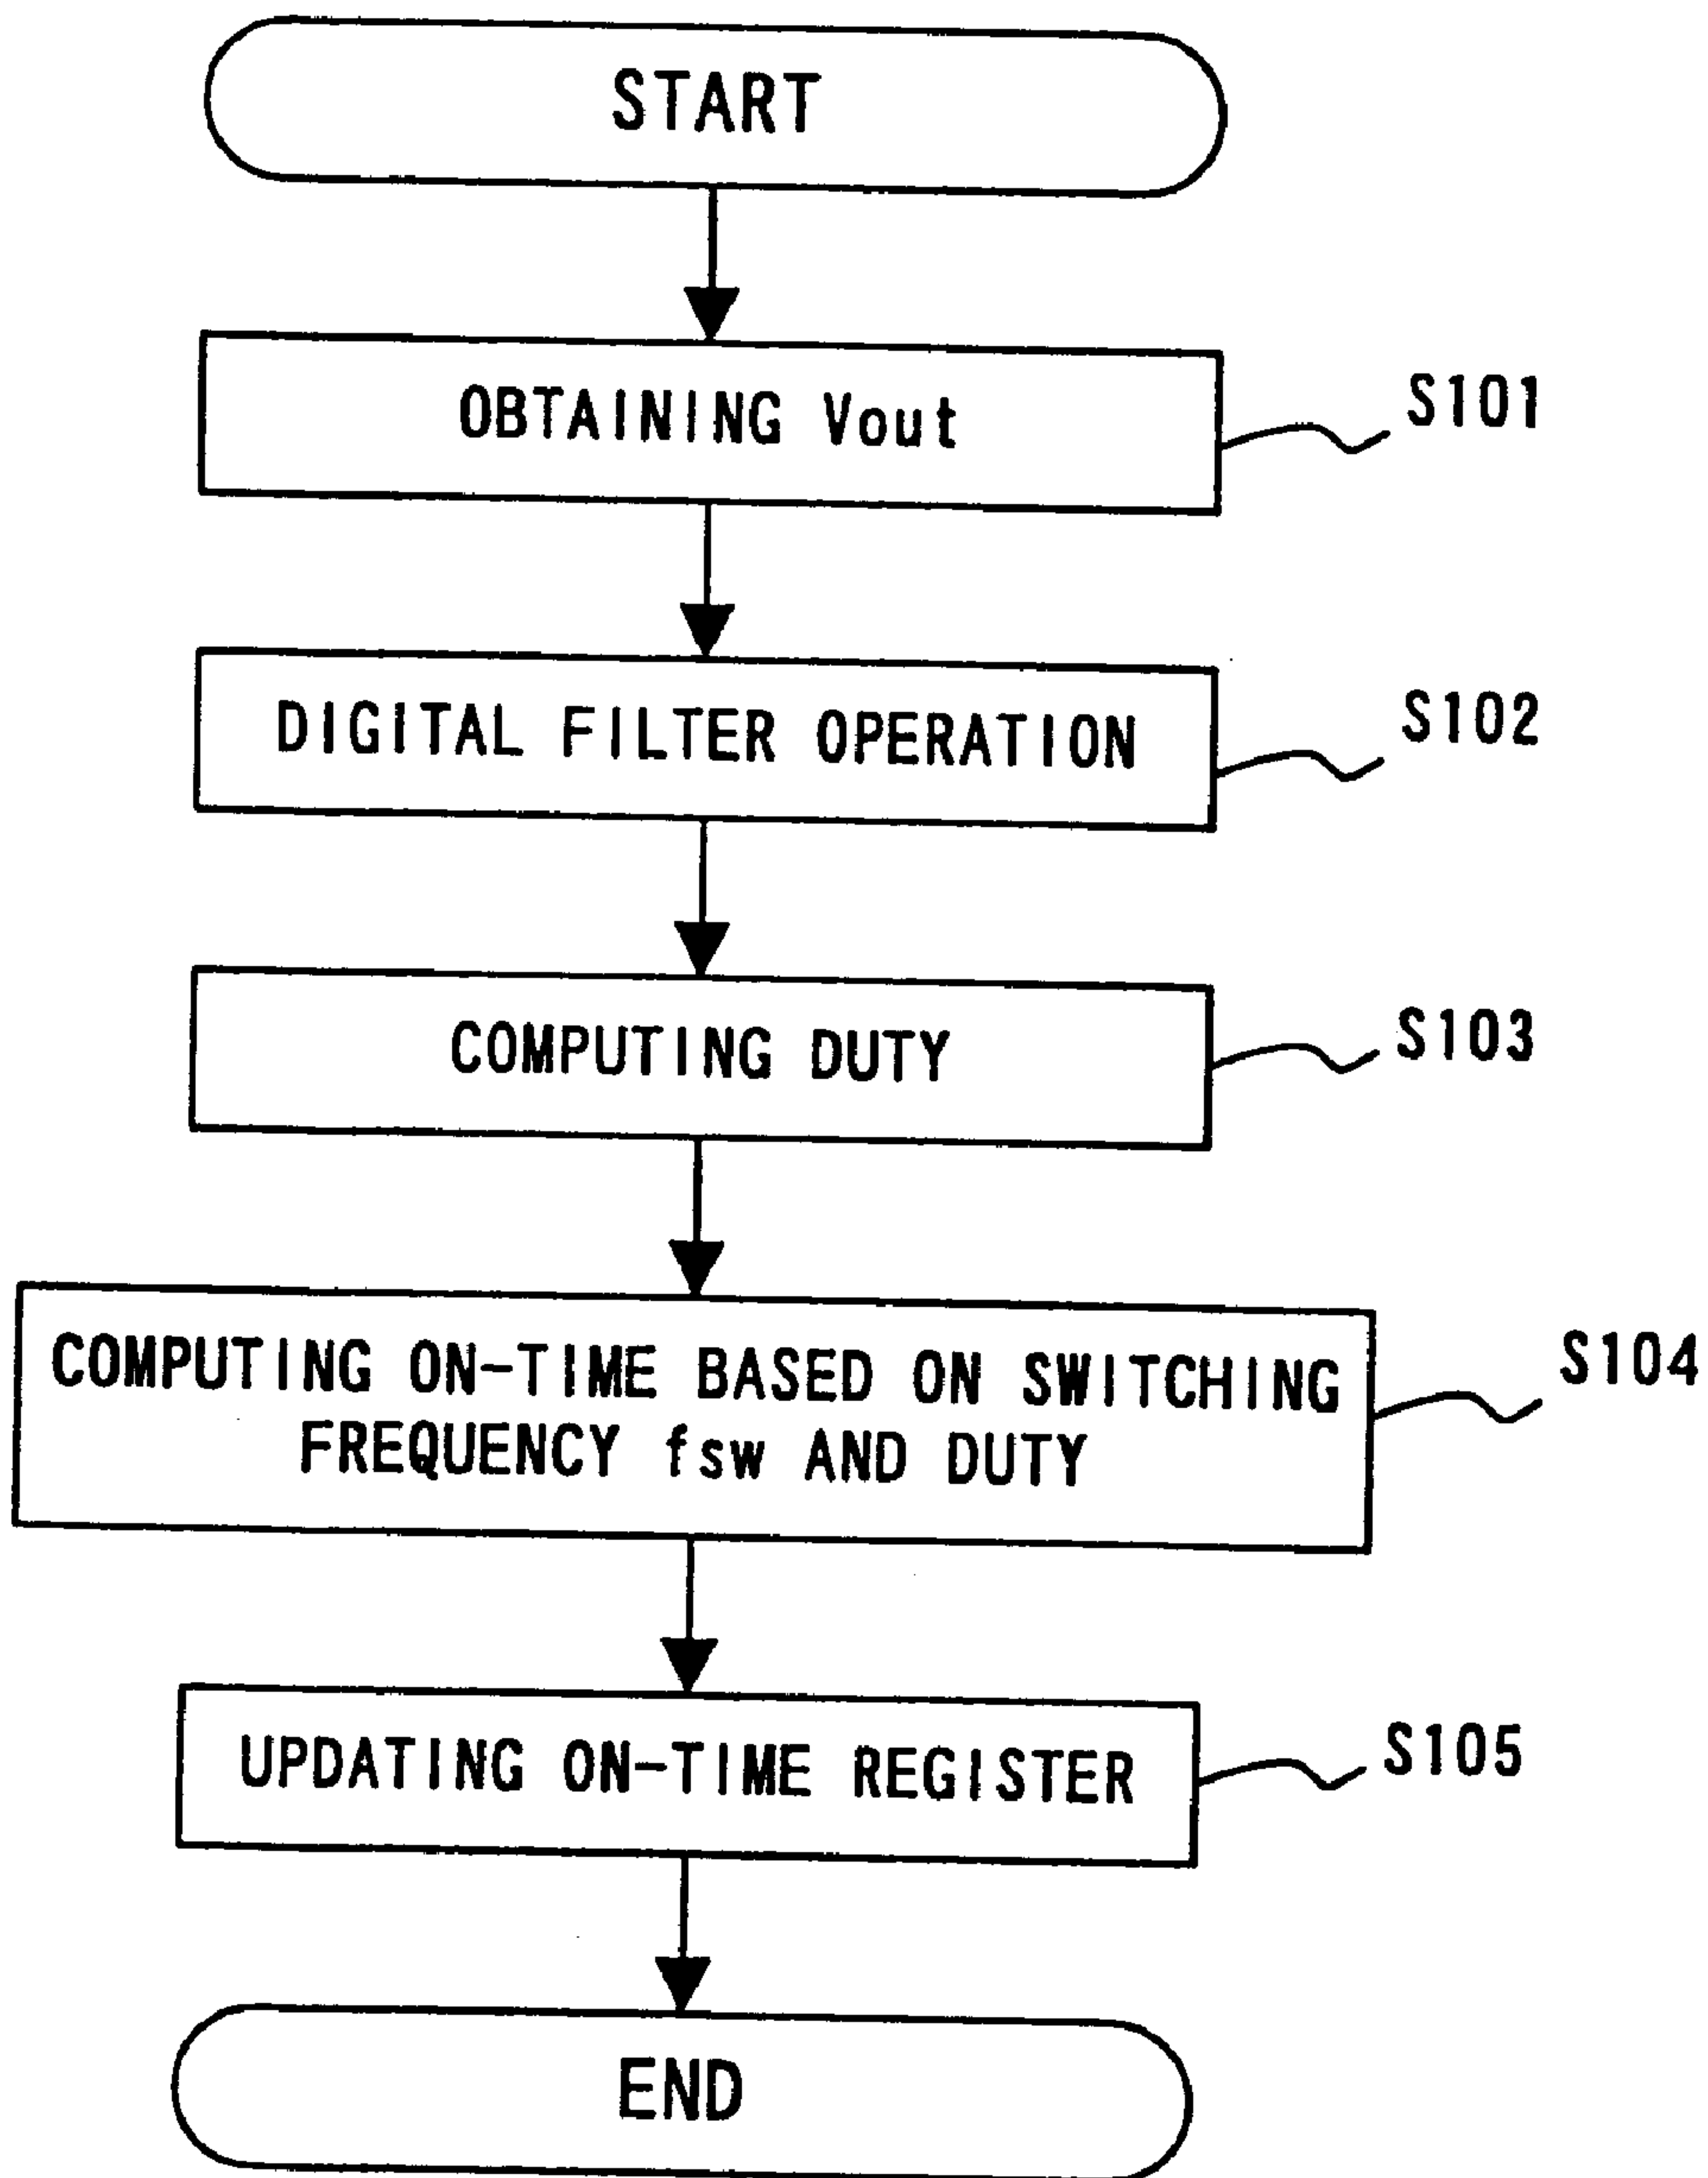 START
OBTAINING Vout
S101
DIGITAL FILTER OPERATION
S102
COMPUTING DUTY
S103
COMPUTING ON-TIME BASED ON SWITCHING
FREQUENCY fsw AND DUTY
S104
UPDATING ON-TIME REGISTER
S105
END